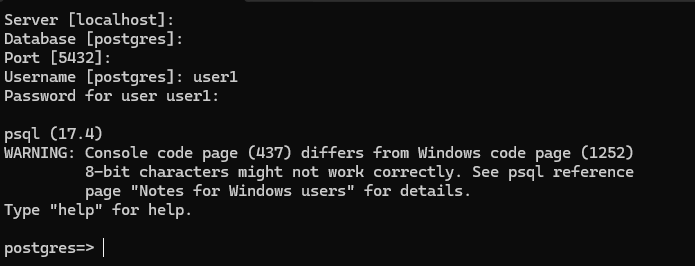 Server [localhost]:
Database [postgres]:
Port [5432]:
Username [postgres]: user1
Password for user user1:
psql (17.4)
WARNING: Console code page (437) differs from Windows code page (1252)
8-bit characters might not work correctly. See psql reference
page "Notes for Windows users" for details.
Type "help" for help.
postgres=>